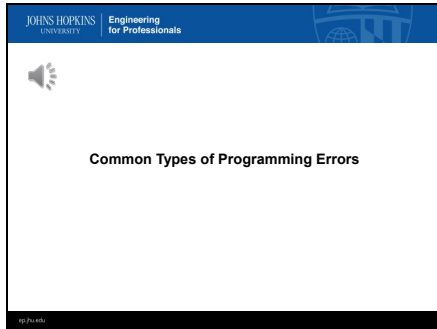 JOHNS HOPKINS
UNIVERSITY
Engineering
for Professionals
Common Types of Programming Errors
ep.jhu.edu